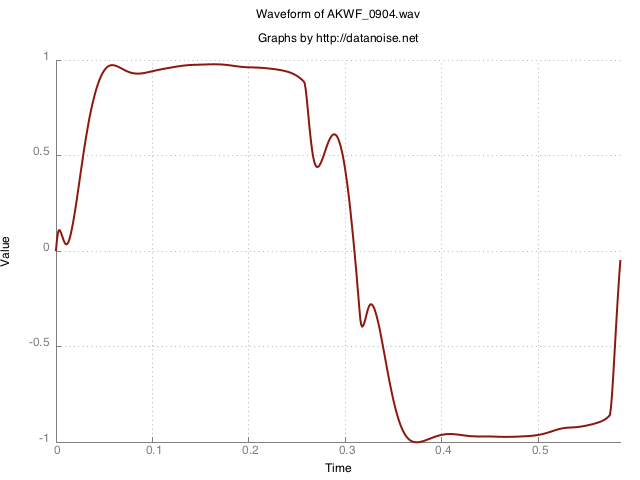 Waveform of AKWF_0904.wav
Graphs by http://datanoise.net
1
0.5
0
-0.5
-1
Value
0 0.1 0.2 0.3 0.4 0.5
Time